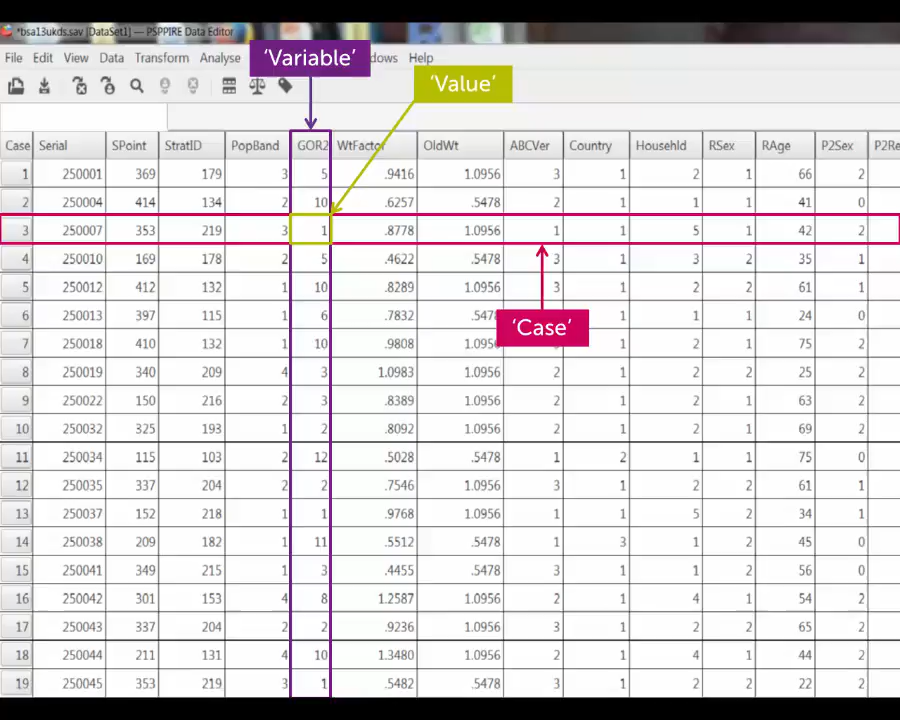 *bsa13ukds.sav [DataSet1] — PSPPIRE Data Editor
File Edit View Data Transform Analyse dows Help
'Variable'
'Value'
Case Serial SPoint StratID PopBand GOR2 WtFactor OldWt ABCVer Country Househld RSex RAge P2Sex P2Re
1 250001 369 179 3 5 .9416 1.0956 3 1 2 1 66 2
2 250004 414 134 2 10 .6257 .5478 2 1 1 1 41 0
3 250007 353 219 3 1 .8778 1.0956 1 1 5 1 42 2
4 250010 169 178 2 5 .4622 .5478 3 1 3 2 35 1
5 250012 412 132 1 10 .8289 1.0956 3 1 2 2 61 1
6 250013 397 115 1 6 .7832 .5478 1 1 1 24 0
'Case'
7 250018 410 132 1 10 .9808 1.0956 1 2 1 75 2
8 250019 340 209 4 3 1.0983 1.0956 2 1 2 2 25 2
9 250022 150 216 2 3 .8389 1.0956 2 1 2 2 63 2
10 250032 325 193 1 2 .8092 1.0956 2 1 2 1 69 2
11 250034 115 103 2 12 .5028 .5478 1 2 1 1 75 0
12 250035 337 204 2 2 .7546 1.0956 3 1 2 2 61 1
13 250037 152 218 1 1 .9768 1.0956 1 1 5 2 34 1
14 250038 209 182 1 11 .5512 .5478 1 3 1 2 45 0
15 250041 349 215 1 3 .4455 .5478 3 1 1 2 56 0
16 250042 301 153 4 8 1.2587 1.0956 2 1 4 1 54 2
17 250043 337 204 2 2 .9236 1.0956 3 1 2 2 65 2
18 250044 211 131 4 10 1.3480 1.0956 2 1 4 1 44 2
19 250045 353 219 3 1 .5482 .5478 3 1 2 2 22 2